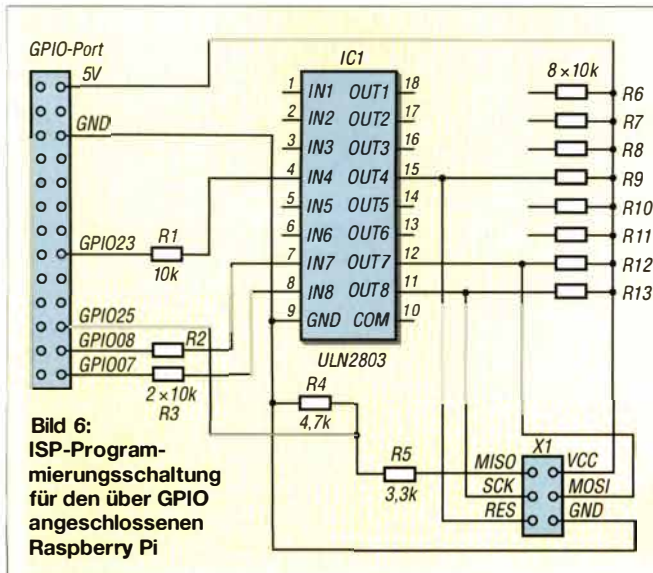 GPIO-Port
5V
GND
GPIO23
R1
10k
GPIO25
GPIO08
R2
GPIO07
2×10k
R3
IC1
1 IN1 OUT1 18
2 IN2 OUT2 17
3 IN3 OUT3 16
4 IN4 OUT4 15
5 IN5 OUT5 14
6 IN6 OUT6 13
7 IN7 OUT7 12
8 IN8 OUT8 11
9 GND COM 10
ULN2803
8×10k
R6
R7
R8
R9
R10
R11
R12
R13
R4
4,7k
R5
3,3k
X1
MISO VCC
SCK MOSI
RES GND
Bild 6:
ISP-Program-
mierungsschaltung
für den über GPIO
angeschlossenen
Raspberry Pi